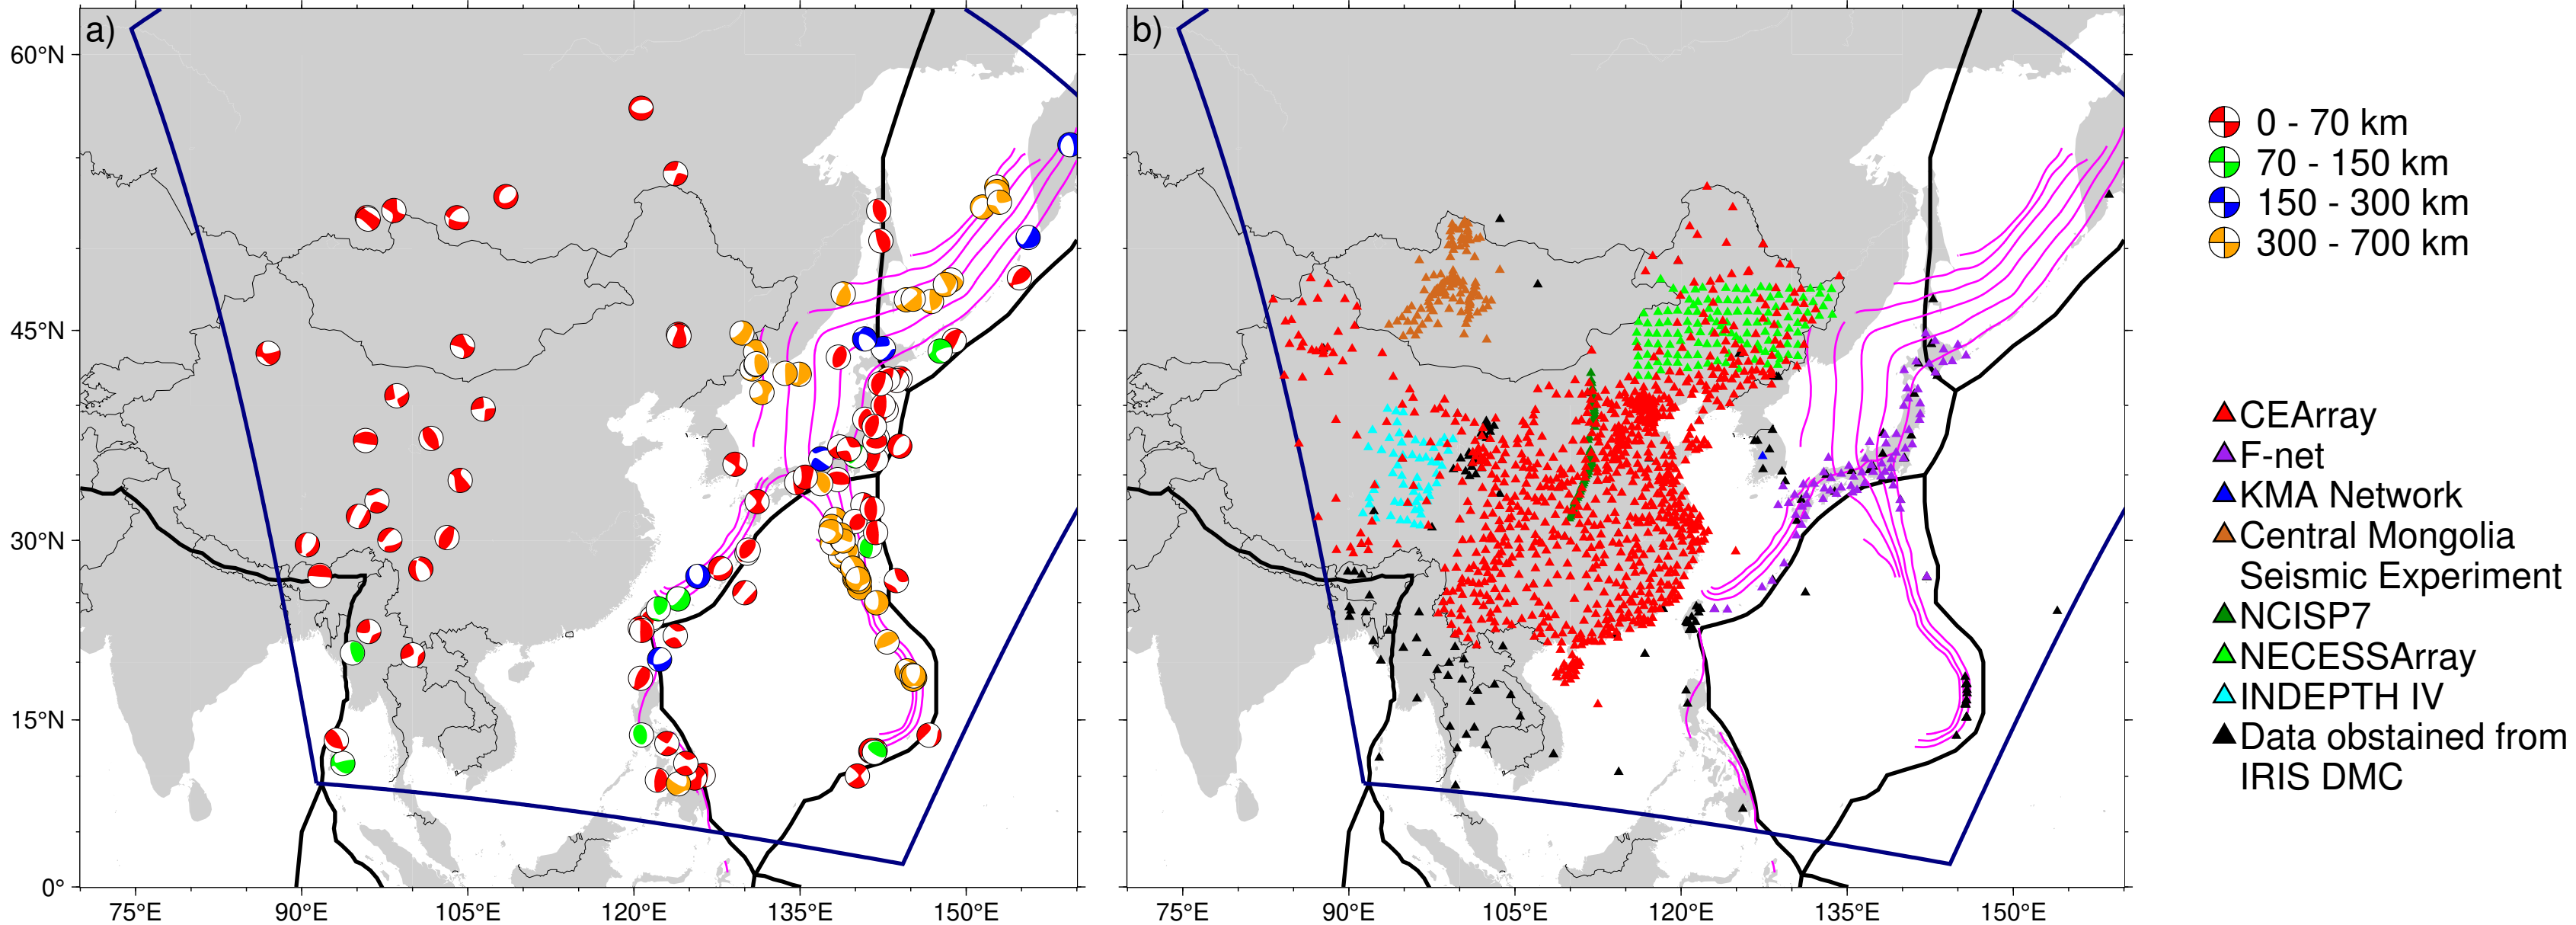 a)
60°N
45°N
30°N
15°N
0°
75°E
90°E
105°E
120°E
135°E
150°E
b)
75°E
90°E
105°E
120°E
135°E
150°E
0 - 70 km
70 - 150 km
150 - 300 km
300 - 700 km
CEArray
F-net
KMA Network
Central Mongolia
Seismic Experiment
NCISP7
NECESSArray
INDEPTH IV
Data obstained from
IRIS DMC